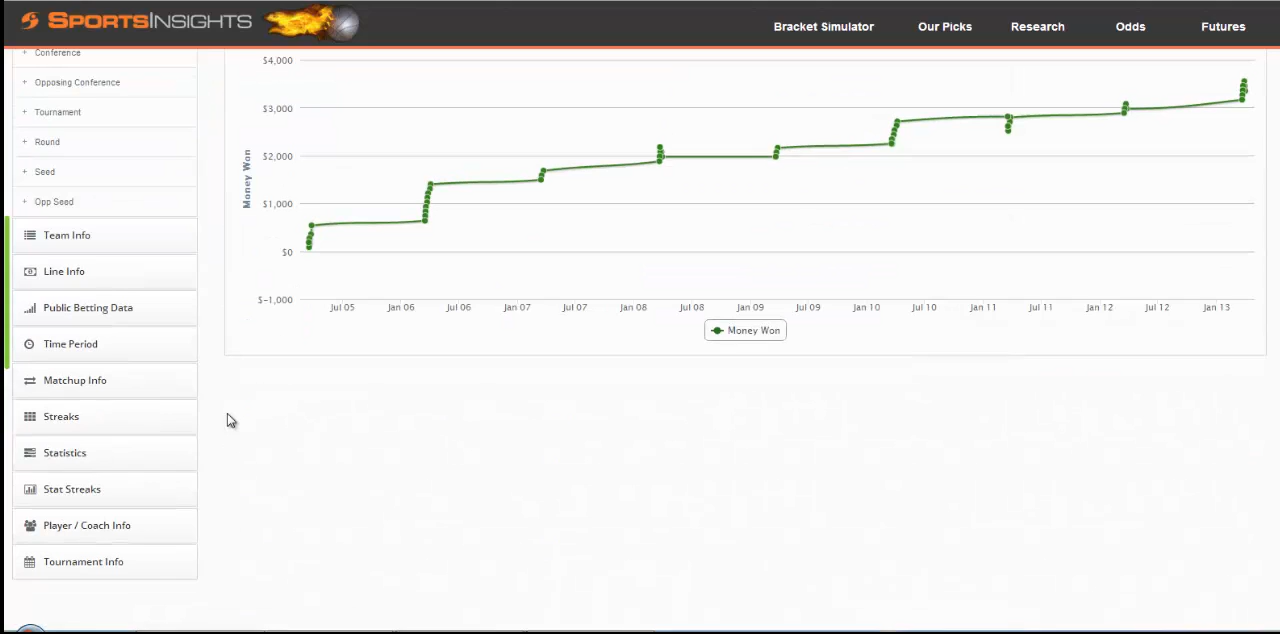 SPORTSINSIGHTS
Bracket Simulator
Our Picks
Research
Odds
Futures
+ Conference
+ Opposing Conference
+ Tournament
+ Round
+ Seed
+ Opp Seed
Team Info
Line Info
Public Betting Data
Time Period
Matchup Info
Streaks
Statistics
Stat Streaks
Player / Coach Info
Tournament Info
Money Won
$4,000
$3,000
$2,000
$1,000
$0
$-1,000
Jul 05 Jan 06 Jul 06 Jan 07 Jul 07 Jan 08 Jul 08 Jan 09 Jul 09 Jan 10 Jul 10 Jan 11 Jul 11 Jan 12 Jul 12 Jan 13
Money Won